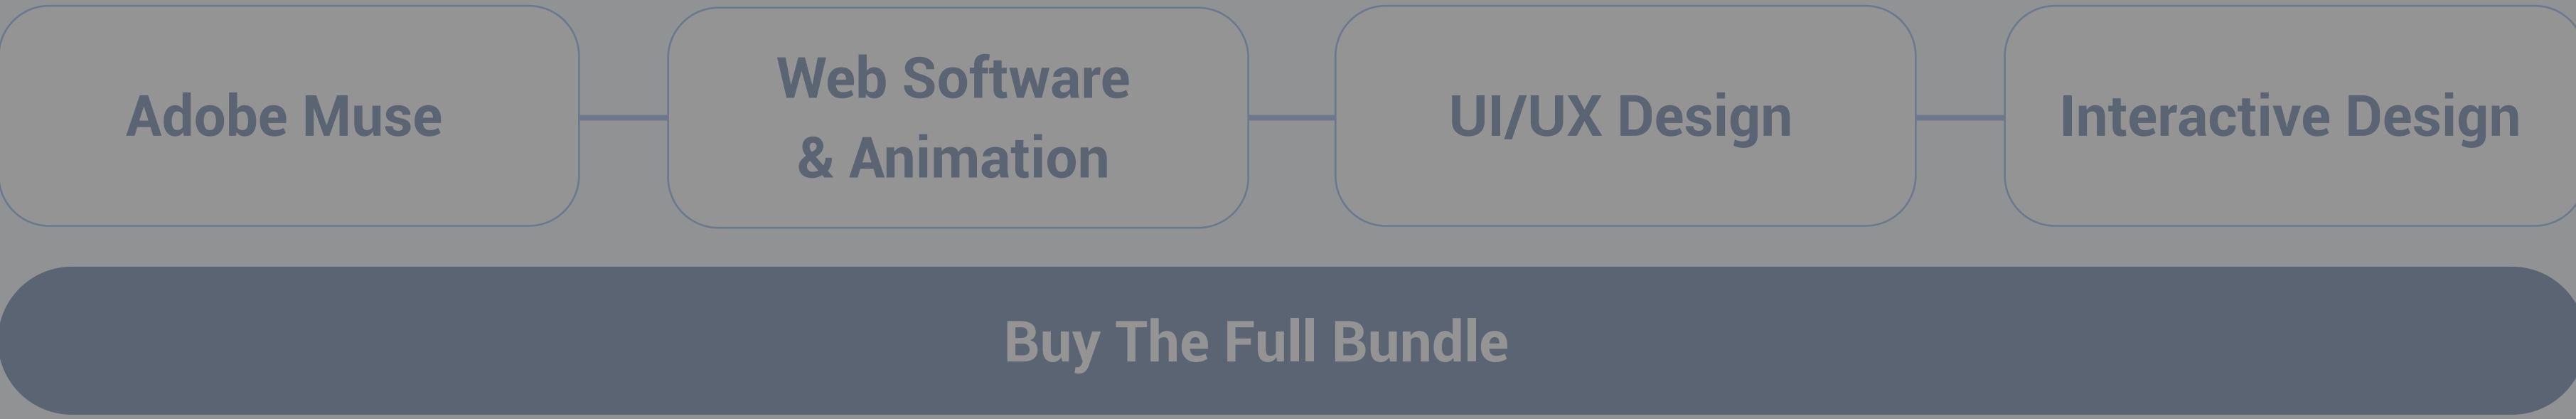 Adobe Muse
Web Software
& Animation
UI/UX Design
Interactive Design
Buy The Full Bundle